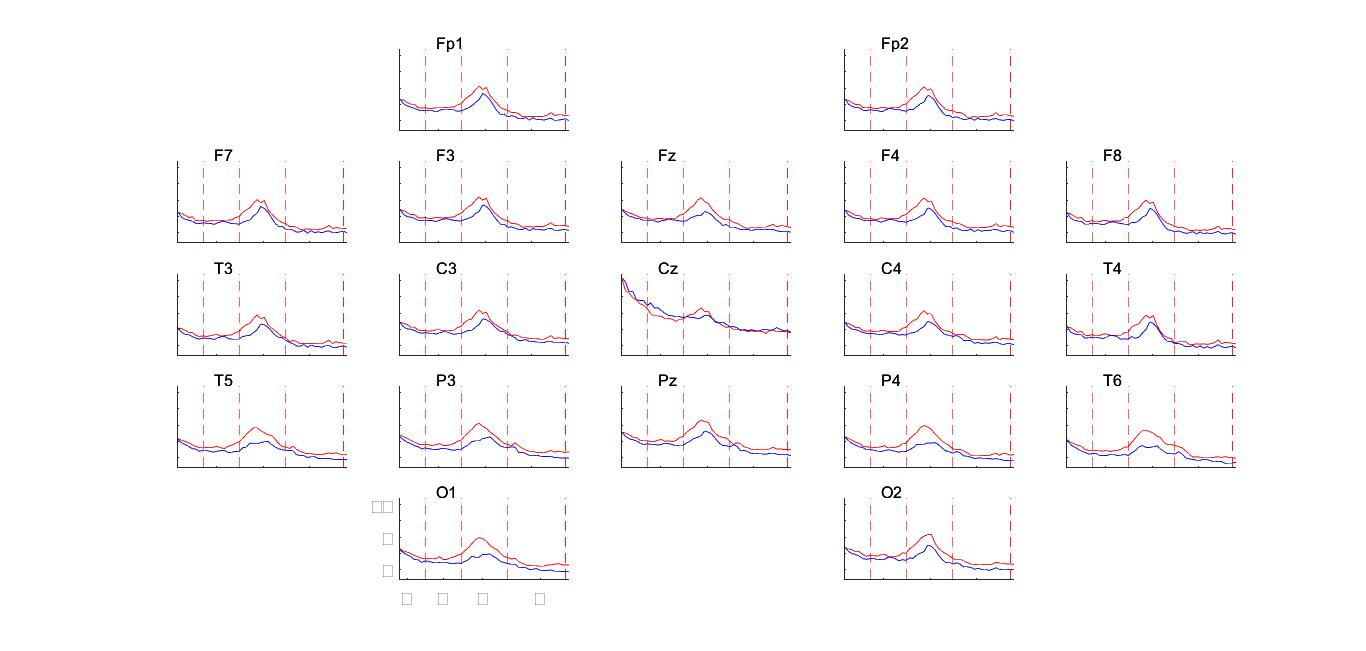 Fp1 Fp2
F7 F3 Fz F4 F8
T3 C3 Cz C4 T4
T5 P3 Pz P4 T6
O1 O2